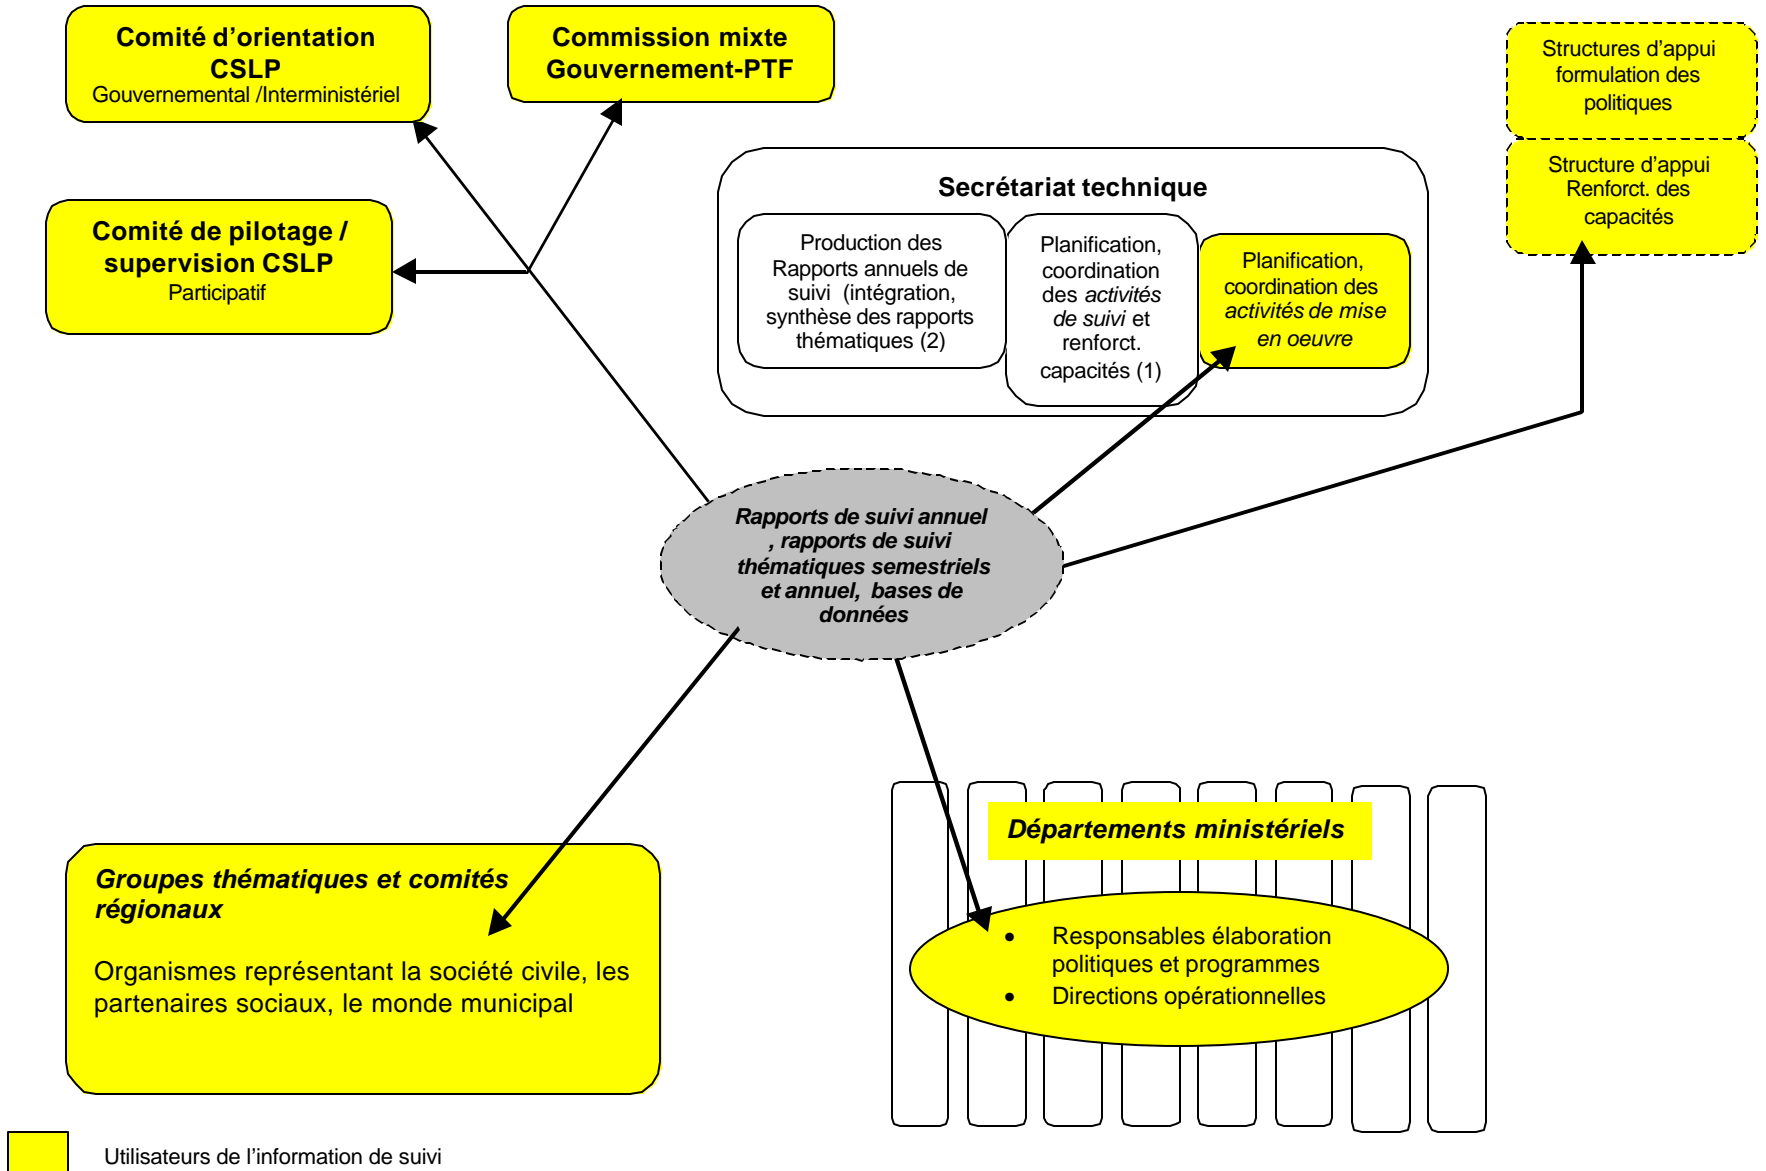 Comité d'orientation
CSLP
Gouvernemental /Interministériel
Commission mixte
Gouvernement-PTF
Structures d'appui
formulation des
politiques
Structure d'appui
Renforct. des
capacités
Comité de pilotage /
supervision CSLP
Participatif
Secrétariat technique
Production des
Rapports annuels de
suivi (intégration,
synthèse des rapports
thématiques (2)
Planification,
coordination
des activités
de suivi et
renforct.
capacités (1)
Planification,
coordination des
activités de mise
en oeuvre
Rapports de suivi annuel
, rapports de suivi
thématiques semestriels
et annuel, bases de
données
Départements ministériels
• Responsables élaboration
politiques et programmes
• Directions opérationnelles
Groupes thématiques et comités
régionaux
Organismes représentant la société civile, les
partenaires sociaux, le monde municipal
Utilisateurs de l'information de suivi